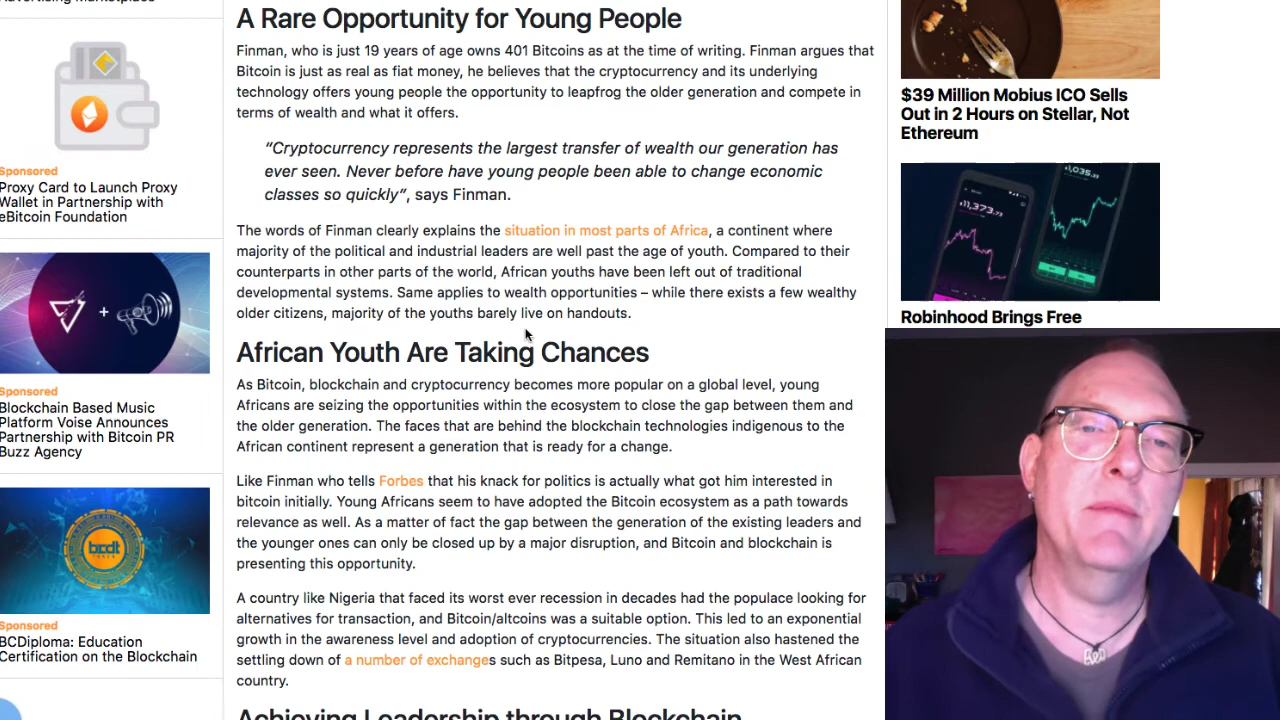 Sponsored
Proxy Card to Launch Proxy
Wallet in Partnership with
eBitcoin Foundation
Sponsored
Blockchain Based Music
Platform Voise Announces
Partnership with Bitcoin PR
Buzz Agency
bcdt
Sponsored
BCDiploma: Education
Certification on the Blockchain
A Rare Opportunity for Young People
Finman, who is just 19 years of age owns 401 Bitcoins as at the time of writing. Finman argues that
Bitcoin is just as real as fiat money, he believes that the cryptocurrency and its underlying
technology offers young people the opportunity to leapfrog the older generation and compete in
terms of wealth and what it offers.
“Cryptocurrency represents the largest transfer of wealth our generation has
ever seen. Never before have young people been able to change economic
classes so quickly”, says Finman.
The words of Finman clearly explains the situation in most parts of Africa, a continent where
majority of the political and industrial leaders are well past the age of youth. Compared to their
counterparts in other parts of the world, African youths have been left out of traditional
developmental systems. Same applies to wealth opportunities – while there exists a few wealthy
older citizens, majority of the youths barely live on handouts.
African Youth Are Taking Chances
As Bitcoin, blockchain and cryptocurrency becomes more popular on a global level, young
Africans are seizing the opportunities within the ecosystem to close the gap between them and
the older generation. The faces that are behind the blockchain technologies indigenous to the
African continent represent a generation that is ready for a change.
Like Finman who tells Forbes that his knack for politics is actually what got him interested in
bitcoin initially. Young Africans seem to have adopted the Bitcoin ecosystem as a path towards
relevance as well. As a matter of fact the gap between the generation of the existing leaders and
the younger ones can only be closed up by a major disruption, and Bitcoin and blockchain is
presenting this opportunity.
A country like Nigeria that faced its worst ever recession in decades had the populace looking for
alternatives for transaction, and Bitcoin/altcoins was a suitable option. This led to an exponential
growth in the awareness level and adoption of cryptocurrencies. The situation also hastened the
settling down of a number of exchanges such as Bitpesa, Luno and Remitano in the West African
country.
Achieving Leadership through Blockchain
$39 Million Mobius ICO Sells
Out in 2 Hours on Stellar, Not
Ethereum
11,373
1,035
Robinhood Brings Free